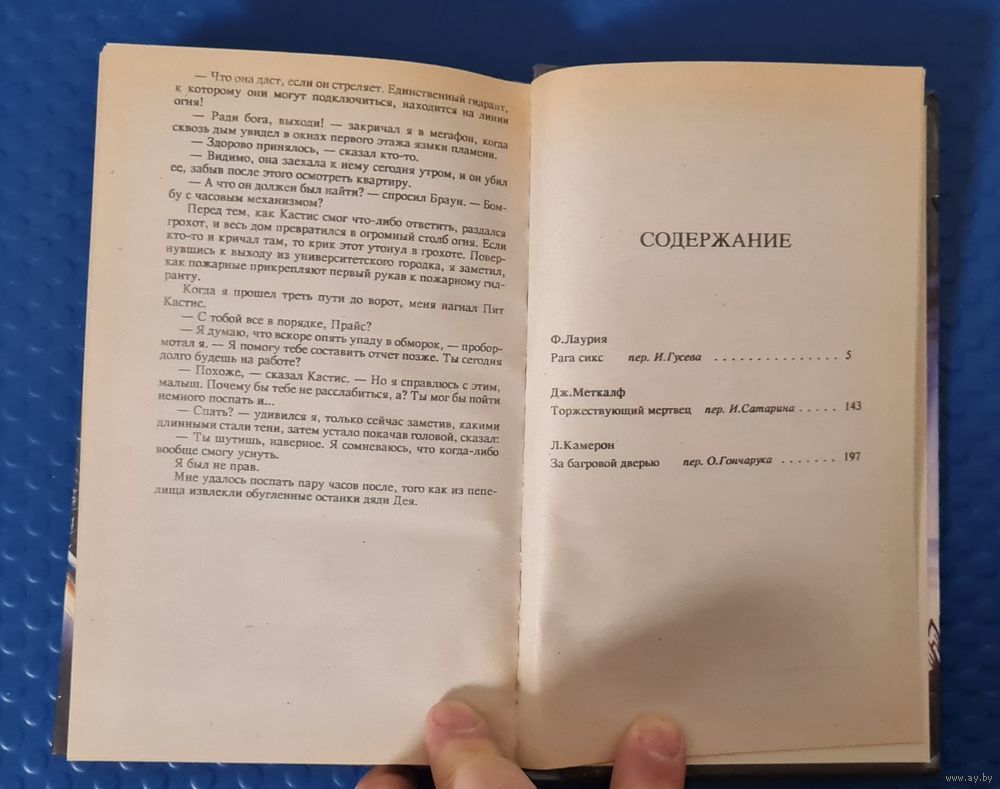 — Что она даст, если он стреляет. Единственный гидрант,
к которому они могут подключиться, находится на линии
огня!
— Ради бога, выходи! — закричал я в мегафон, когда
сквозь дым увидел в окнах первого этажа языки пламени.
— Здорово принялось, — сказал кто-то.
— Видимо, она заехала к нему сегодня утром, и он убил
ее, забыв после этого осмотреть квартиру.
— А что он должен был найти? — спросил Браун. — Бом-
бу с часовым механизмом?
Перед тем, как Кастис смог что-либо ответить, раздался
грохот, и весь дом превратился в огромный столб огня. Если
кто-то и кричал там, то крик этот утонул в грохоте. Повер-
нувшись к выходу из университетского городка, я заметил,
как пожарные прикрепляют первый рукав к пожарному гид-
ранту.
Когда я прошел треть пути до ворот, меня нагнал Пит
Кастис.
— С тобой все в порядке, Прайс?
— Я думаю, что вскоре опять упаду в обморок, — пробор-
мотал я. — Я помогу тебе составить отчет позже. Ты сегодня
долго будешь на работе?
— Похоже, — сказал Кастис. — Но я справлюсь с этим,
малыш. Почему бы тебе не расслабиться, а? Ты мог бы пойти
немного поспать и...
— Спать? — удивился я, только сейчас заметив, какими
длинными стали тени, затем устало покачав головой, сказал:
— Ты шутишь, наверное. Я сомневаюсь, что когда-либо
вообще смогу уснуть.
Я был не прав.
Мне удалось поспать пару часов после, того как из пепе-
лища извлекли обугленные останки дяди Дея.
СОДЕРЖАНИЕ
Ф.Лаурия
Рага сикс пер. И.Гусева . . . . . . . . . . . . . . . 5
Дж.Меткалф
Торжествующий мертвец пер. И.Сатарина . . . . . 143
Л.Камерон
За багровой дверью пер. О.Гончарука . . . . . . . 197
www.ay.by